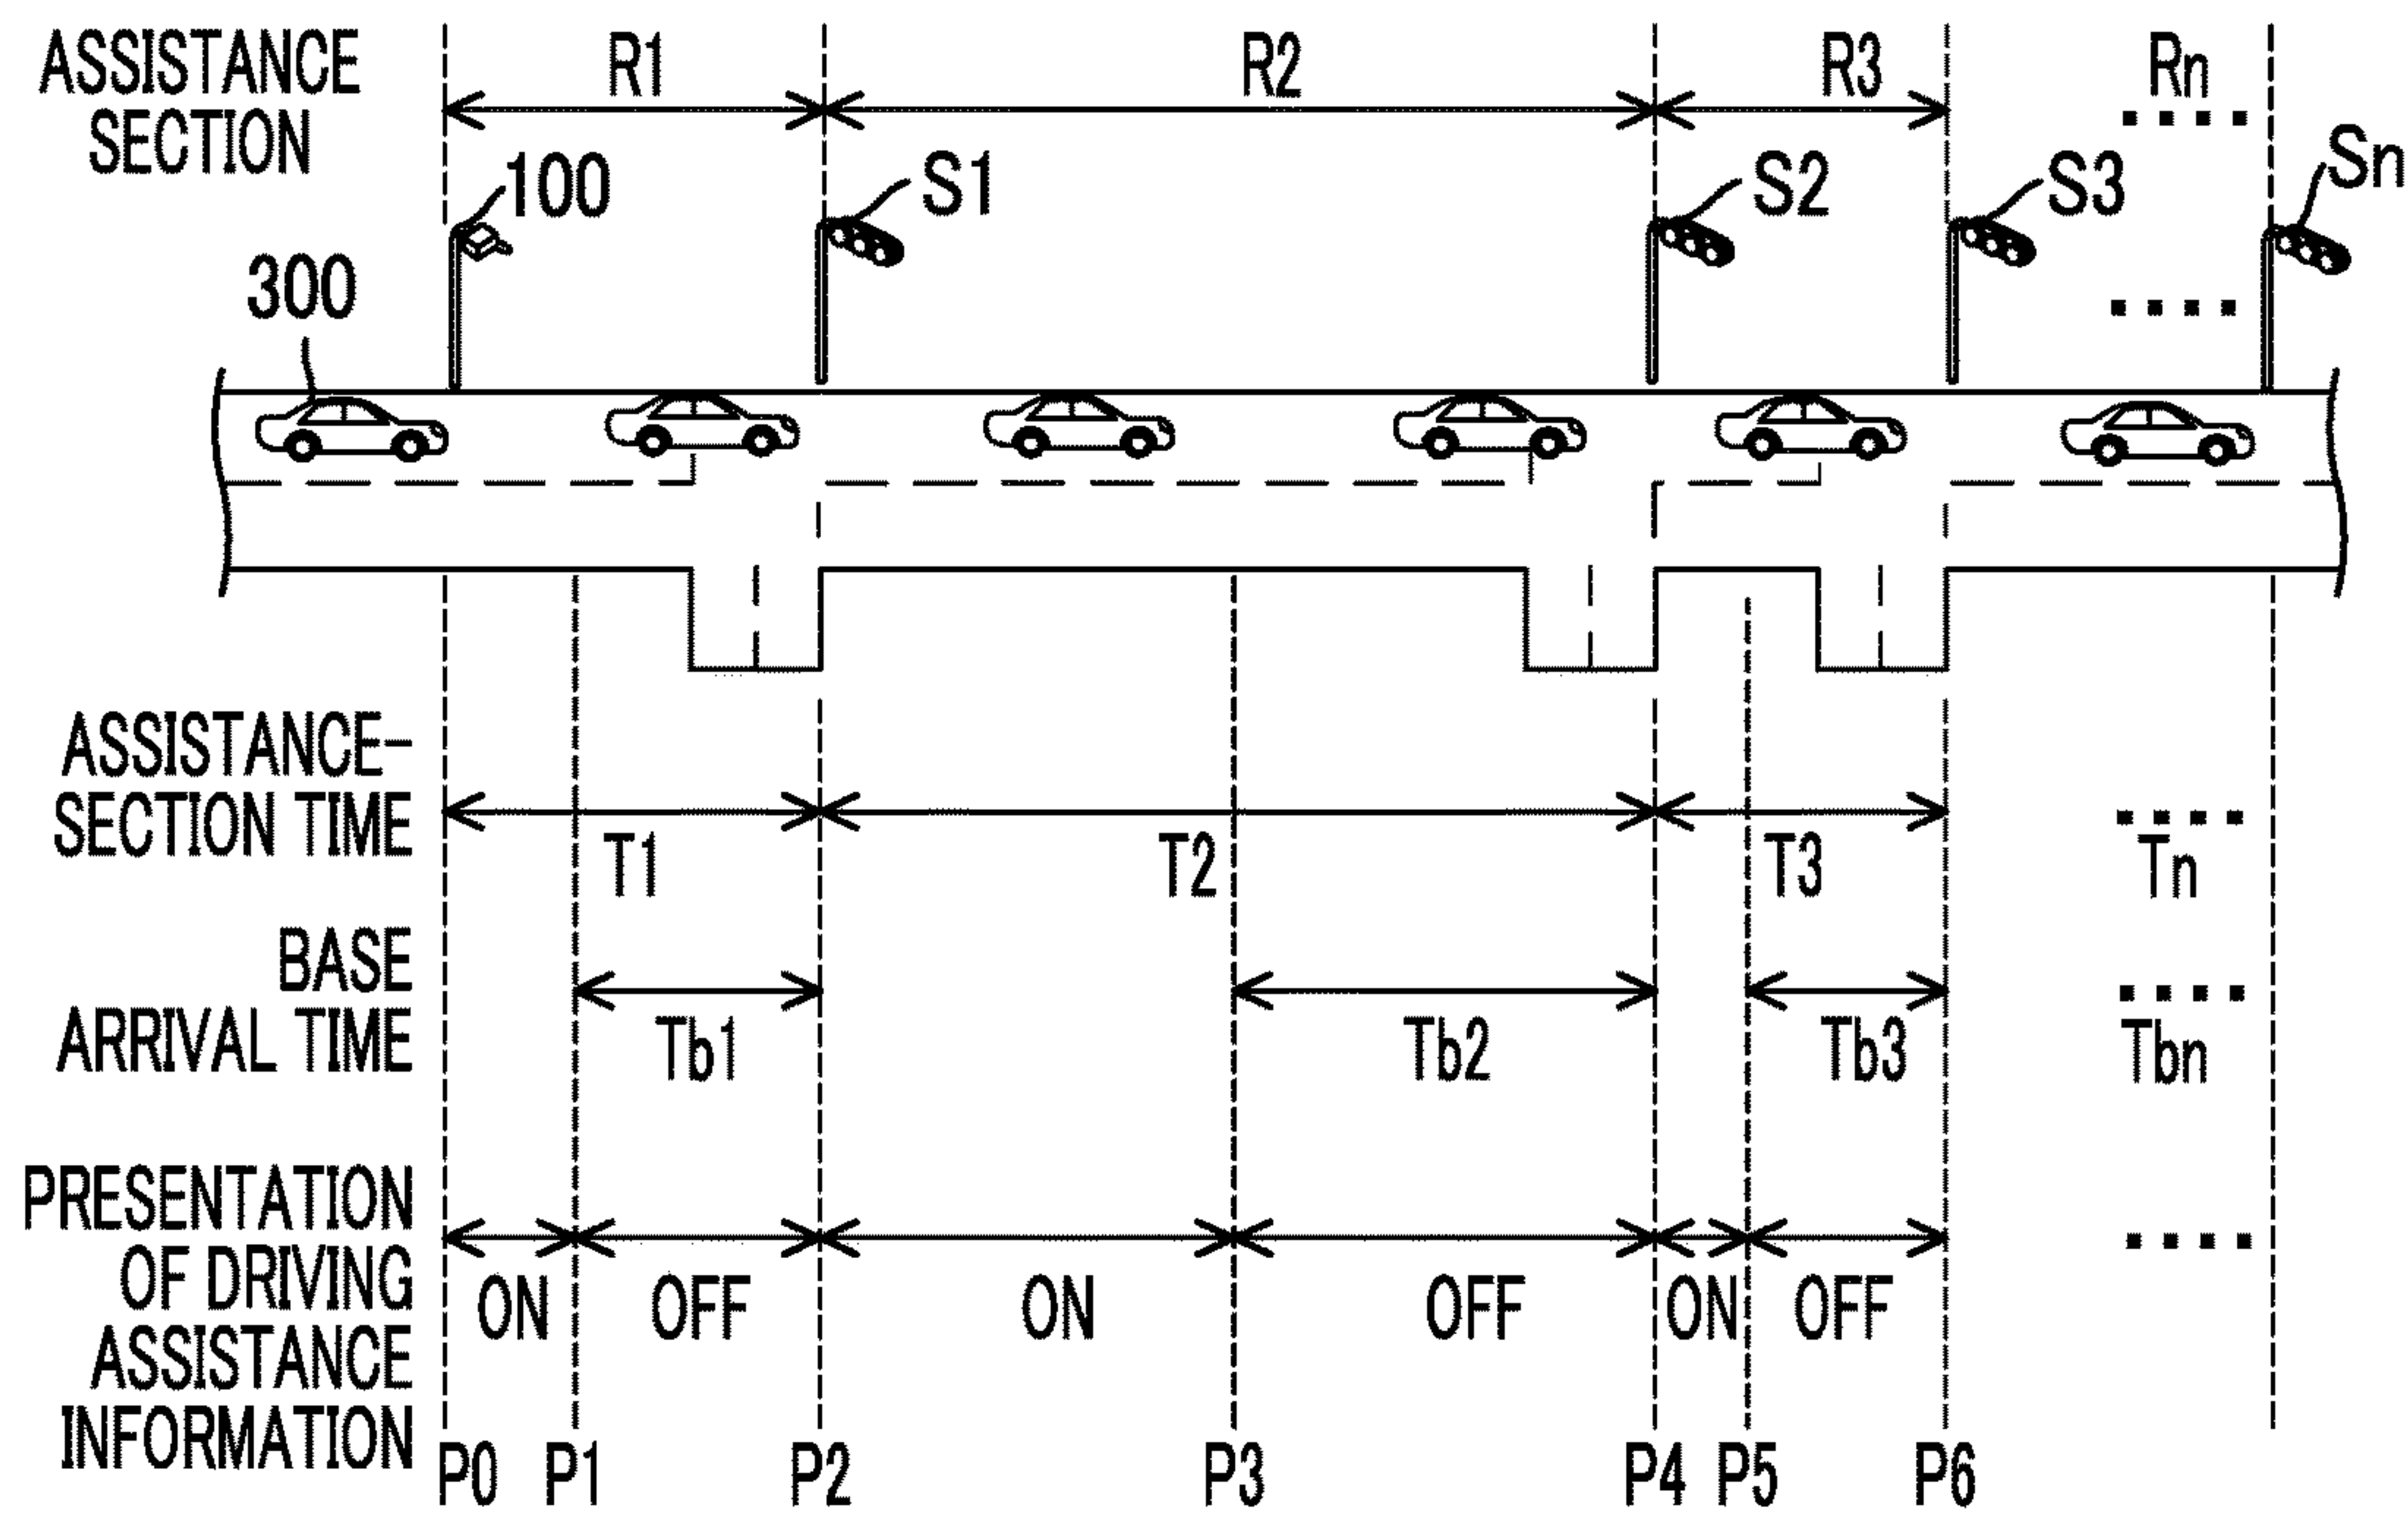 ASSISTANCE
SECTION
R1
R2
R3
Rn
100
S1
S2
S3
Sn
300
ASSISTANCE-
SECTION TIME
T1
T2
T3
Tn
BASE
ARRIVAL TIME
Tb1
Tb2
Tb3
Tbn
PRESENTATION
OF DRIVING
ASSISTANCE
INFORMATION
ON
OFF
ON
OFF
ON
OFF
P0
P1
P2
P3
P4
P5
P6